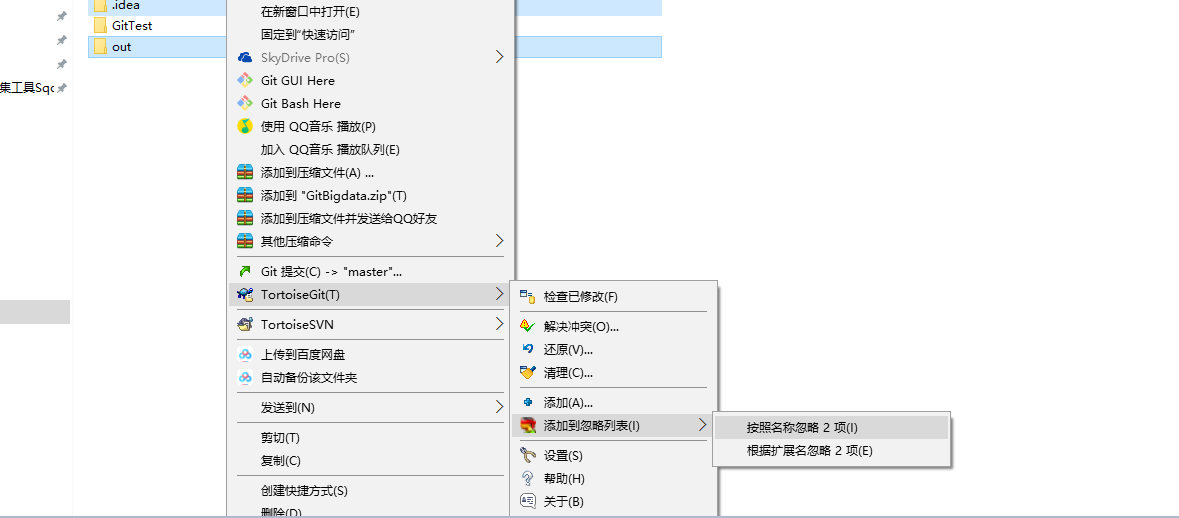 .idea
GitTest
out
集工具Sqo
在新窗口中打开(E)
固定到"快速访问"
SkyDrive Pro(S)
Git GUI Here
Git Bash Here
使用 QQ音乐 播放(P)
加入 QQ音乐 播放队列(E)
添加到压缩文件(A) ...
添加到 "GitBigdata.zip"(T)
添加到压缩文件并发送给QQ好友
其他压缩命令
Git 提交(C) -> "master"...
TortoiseGit(T)
TortoiseSVN
上传到百度网盘
自动备份该文件夹
发送到(N)
剪切(T)
复制(C)
创建快捷方式(S)
删除(D)
检查已修改(F)
解决冲突(O)...
还原(V)...
清理(C)...
添加(A)...
添加到忽略列表(I)
设置(S)
帮助(H)
关于(B)
按照名称忽略 2 项(I)
根据扩展名忽略 2 项(E)